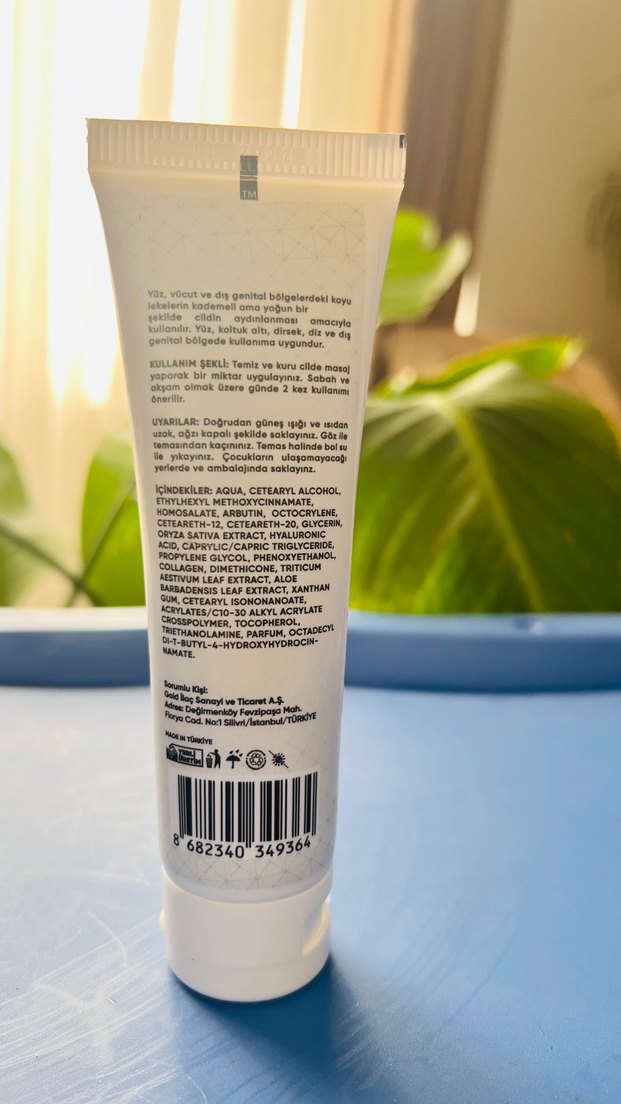 TM
Yüz, vücut ve dış genital bölgelerdeki koyu
lekelerin kademeli ama yoğun bir
şekilde cildin aydınlanması amacıyla
kullanılır. Yüz, koltuk altı, dirsek, diz ve dış
genital bölgede kullanıma uygundur.
KULLANIM ŞEKLİ: Temiz ve kuru cilde masaj
yaparak bir miktar uygulayınız. Sabah ve
akşam olmak üzere günde 2 kez kullanımı
önerilir.
UYARILAR: Doğrudan güneş ışığı ve ısıdan
uzak, ağzı kapalı şekilde saklayınız. Göz ile
temasından kaçınınız. Temas halinde bol su
ile yıkayınız. Çocukların ulaşamayacağı
yerlerde ve ambalajında saklayınız.
İÇİNDEKİLER: AQUA, CETEARYL ALCOHOL,
ETHYLHEXYL METHOXYCINNAMATE,
HOMOSALATE, ARBUTIN, OCTOCRYLENE,
CETEARETH-12, CETEARETH-20, GLYCERIN,
ORYZA SATIVA EXTRACT, HYALURONIC
ACID, CAPRYLIC/CAPRIC TRIGLYCERIDE,
PROPYLENE GLYCOL, PHENOXYETHANOL,
COLLAGEN, DIMETHICONE, TRITICUM
AESTIVUM LEAF EXTRACT, ALOE
BARBADENSIS LEAF EXTRACT, XANTHAN
GUM, CETEARYL ISONONANOATE,
ACRYLATES/C10-30 ALKYL ACRYLATE
CROSSPOLYMER, TOCOPHEROL,
TRIETHANOLAMINE, PARFUM, OCTADECYL
DI-T-BUTYL-4-HYDROXYHYDROCIN-
NAMATE.
Sorumlu Kişi:
Gold İlaç Sanayi ve Ticaret A.Ş.
Adres: Değirmenköy Fevzipaşa Mah.
Florya Cad. No:1 Silivri/İstanbul/TÜRKİYE
MADE IN TÜRKİYE
YERLİ
ÜRETİM
8 682340 349364